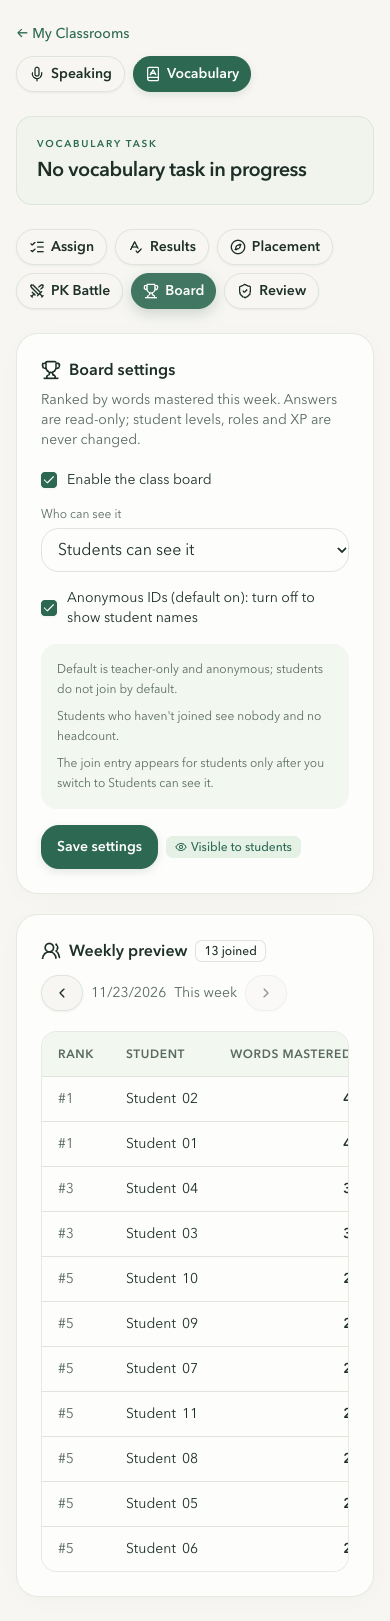 ← My Classrooms
Speaking
Vocabulary
VOCABULARY TASK
No vocabulary task in progress
Assign
Results
Placement
PK Battle
Board
Review
Board settings
Ranked by words mastered this week. Answers
are read-only; student levels, roles and XP are
never changed.
Enable the class board
Who can see it
Students can see it
Anonymous IDs (default on): turn off to
show student names
Default is teacher-only and anonymous; students
do not join by default.
Students who haven't joined see nobody and no
headcount.
The join entry appears for students only after you
switch to Students can see it.
Save settings
Visible to students
Weekly preview 13 joined
11/23/2026 This week
RANK STUDENT WORDS MASTERED
#1 Student 02
#1 Student 01
#3 Student 04
#3 Student 03
#5 Student 10
#5 Student 09
#5 Student 07
#5 Student 11
#5 Student 08
#5 Student 05
#5 Student 06